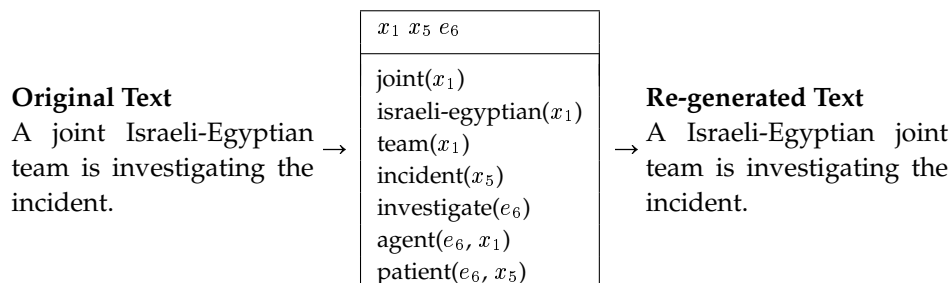 Original Text
A joint Israeli-Egyptian
team is investigating the
incident.
→
x1 x5 e6
joint(x1)
israeli-egyptian(x1)
team(x1)
incident(x5)
investigate(e6)
agent(e6, x1)
patient(e6, x5)
→
Re-generated Text
A Israeli-Egyptian joint
team is investigating the
incident.